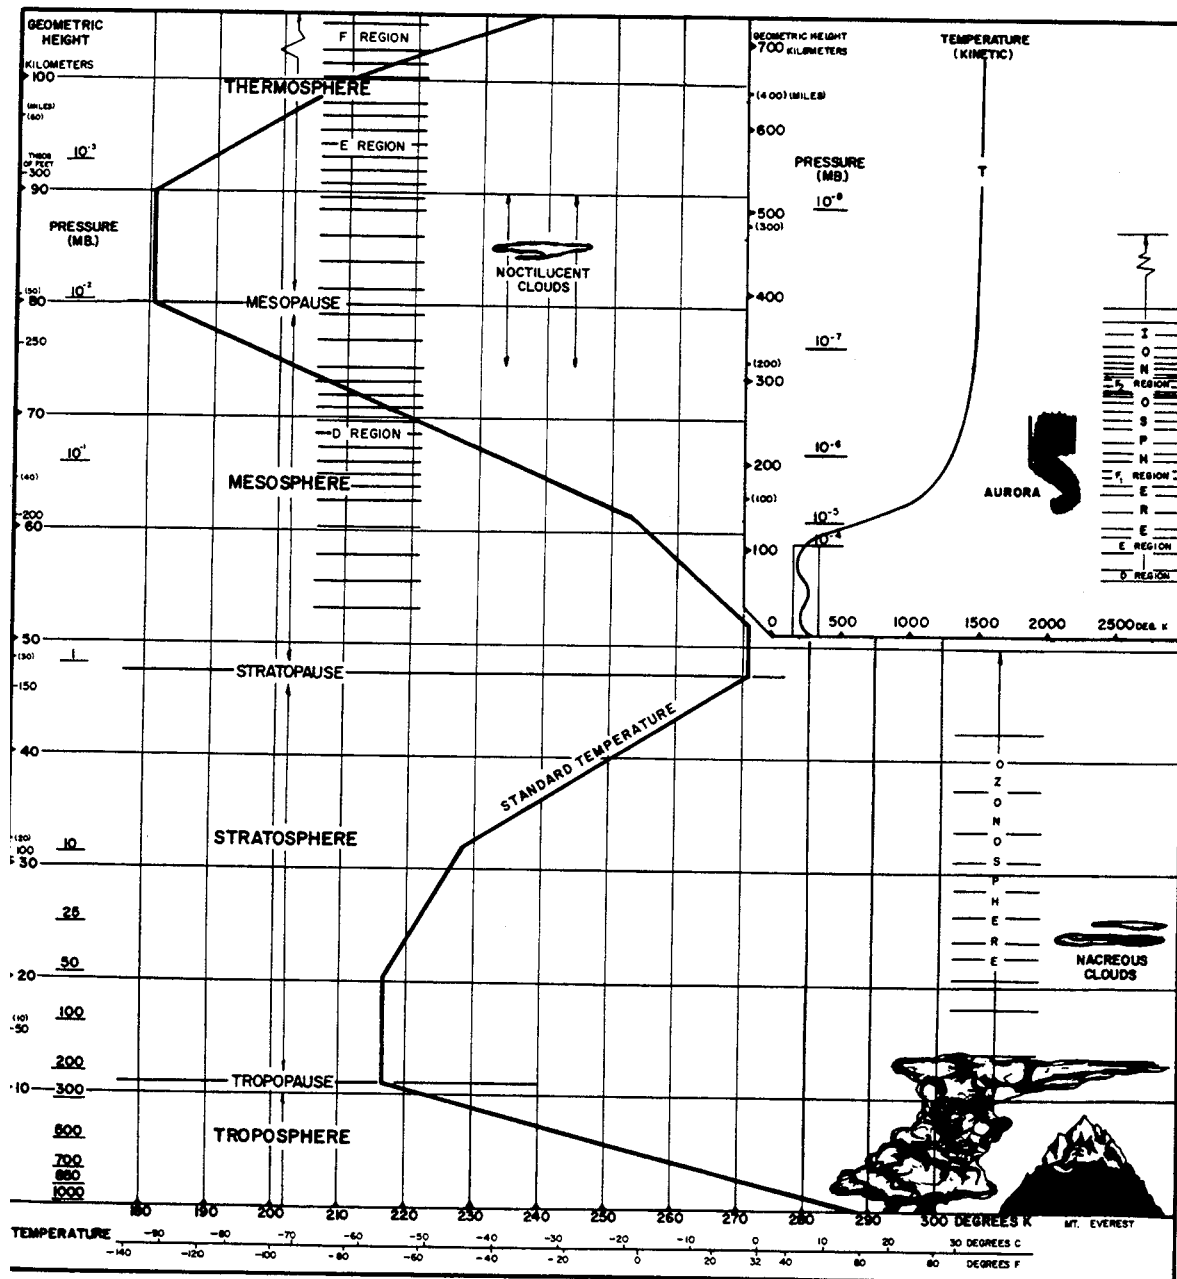 GEOMETRIC
HEIGHT
KILOMETERS
100
(MILES)
(60)
10-3
THSDS
OF FEET
300
90
PRESSURE
(MB.)
(50)
10-2
80
250
70
10-1
(40)
200
60
50
(30)
1
150
40
(20)
100
10
30
25
50
20
100
(10)
50
200
10
300
500
700
850
1000
F REGION
THERMOSPHERE
E REGION
NOCTILUCENT
CLOUDS
MESOPAUSE
D REGION
MESOSPHERE
STRATOPAUSE
STANDARD TEMPERATURE
STRATOSPHERE
TROPOPAUSE
TROPOSPHERE
GEOMETRIC HEIGHT
KILOMETERS
700
(400) (MILES)
600
500
(300)
400
(200)
300
200
(100)
100
PRESSURE
(MB.)
10-8
10-7
10-6
10-5
10-4
TEMPERATURE
(KINETIC)
T
AURORA
IONOSPHERE
F2 REGION
F1 REGION
E REGION
D REGION
0 500 1000 1500 2000 2500 DEG. K
OZONOSPHERE
NACREOUS
CLOUDS
MT. EVEREST
180 190 200 210 220 230 240 250 260 270 280 290 300 DEGREES K
TEMPERATURE -90 -80 -70 -60 -50 -40 -30 -20 -10 0 10 20 30 DEGREES C
-140 -120 -100 -80 -60 -40 -20 0 20 32 40 60 80 DEGREES F